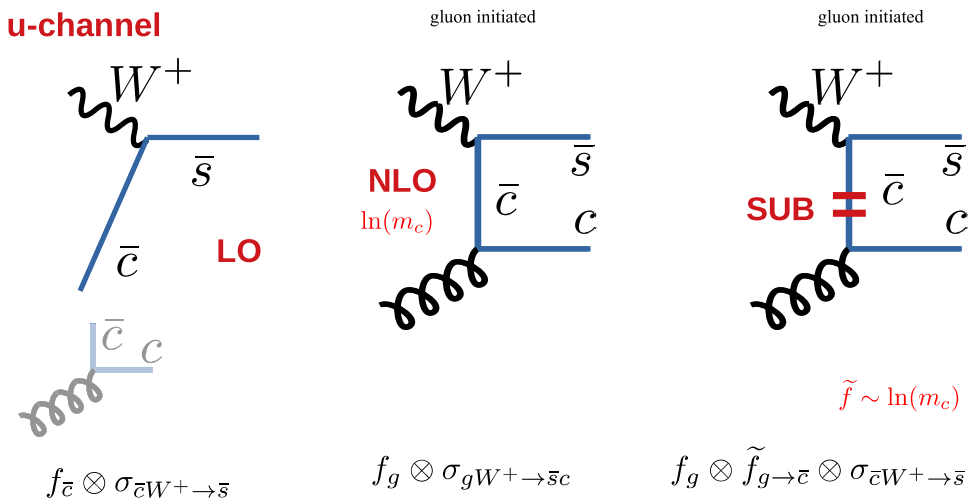 u-channel
gluon initiated
gluon initiated
W⁺
W⁺
W⁺
s̅
s̅
s̅
NLO
ln(m_c)
c̅
c
SUB
c̅
c
c̅
LO
c̅
c
f̃ ∼ ln(m_c)
f_c̅ ⊗ σ_{c̅W⁺→s̅}
f_g ⊗ σ_{gW⁺→s̅c}
f_g ⊗ f̃_{g→c̅} ⊗ σ_{c̅W⁺→s̅}